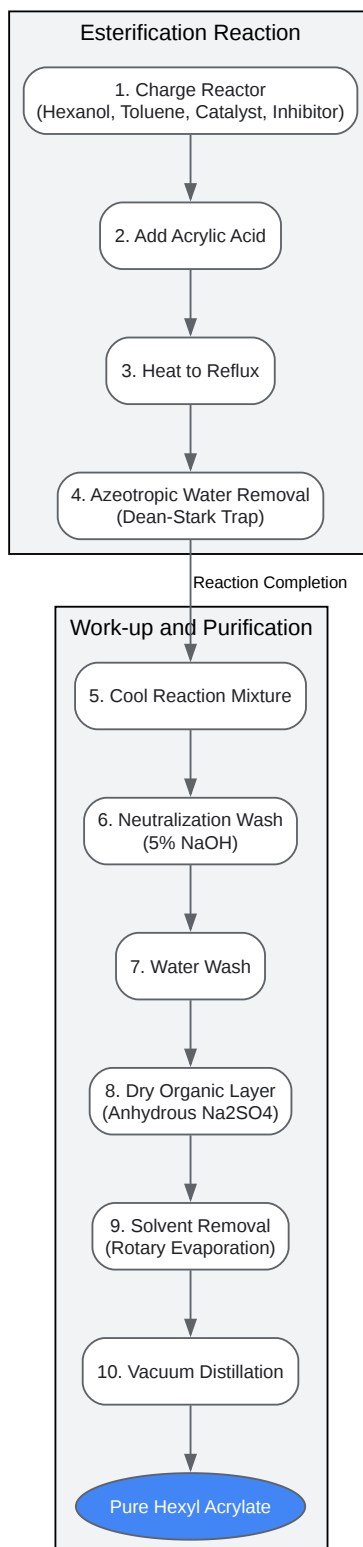 Esterification Reaction
1. Charge Reactor
(Hexanol, Toluene, Catalyst, Inhibitor)
2. Add Acrylic Acid
3. Heat to Reflux
4. Azeotropic Water Removal
(Dean-Stark Trap)
Reaction Completion
Work-up and Purification
5. Cool Reaction Mixture
6. Neutralization Wash
(5% NaOH)
7. Water Wash
8. Dry Organic Layer
(Anhydrous Na2SO4)
9. Solvent Removal
(Rotary Evaporation)
10. Vacuum Distillation
Pure Hexyl Acrylate